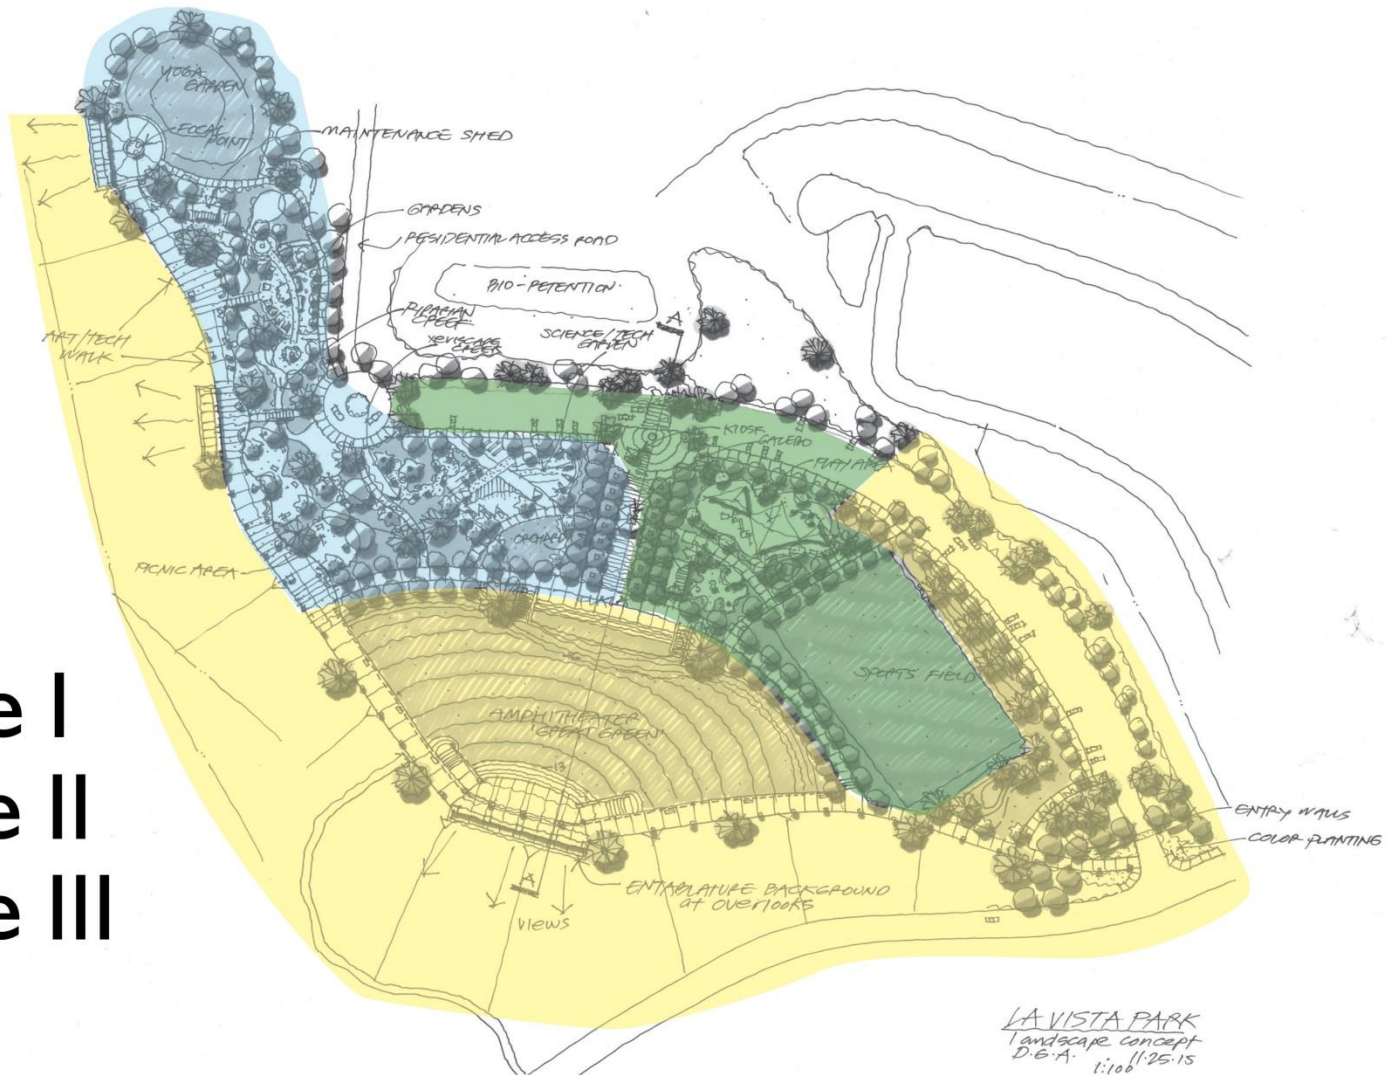 YOGA
GARDEN
FOCAL
POINT
MAINTENANCE SHED
GARDENS
RESIDENTIAL ACCESS ROAD
BIO-RETENTION
RIPARIAN
CREEK
XERISCAPE
CREEK
SCIENCE/TECH
GARDEN
A
ART/TECH
WALK
KIOSK
GAZEBO
PLAY AREA
ORCHARD
PICNIC AREA
SPORTS FIELD
AMPHITHEATER
'GREAT GREEN'
e I
e II
e III
ENTRY WALLS
COLOR PLANTING
ENTABLATURE BACKGROUND
at OVERLOOKS
A
VIEWS
LA VISTA PARK
landscape concept
D.G.A. 11.25.15
1:100